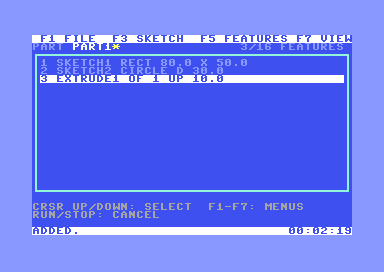 F1 FILE F3 SKETCH F5 FEATURES F7 VIEW
PART PART1* 3/16 FEATURES
1 SKETCH1 RECT 80.0 X 50.0
2 SKETCH2 CIRCLE D 30.0
3 EXTRUDE1 OF 1 UP 10.0
CRSR UP/DOWN: SELECT F1-F7: MENUS
RUN/STOP: CANCEL
ADDED. 00:02:19